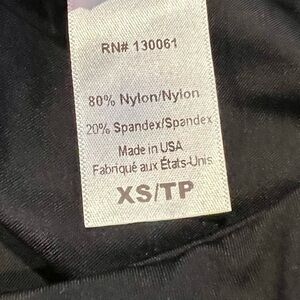 RN# 130061
80% Nylon/Nylon
20% Spandex/Spandex
Made in USA
Fabriqué aux États-Unis
XS/TP